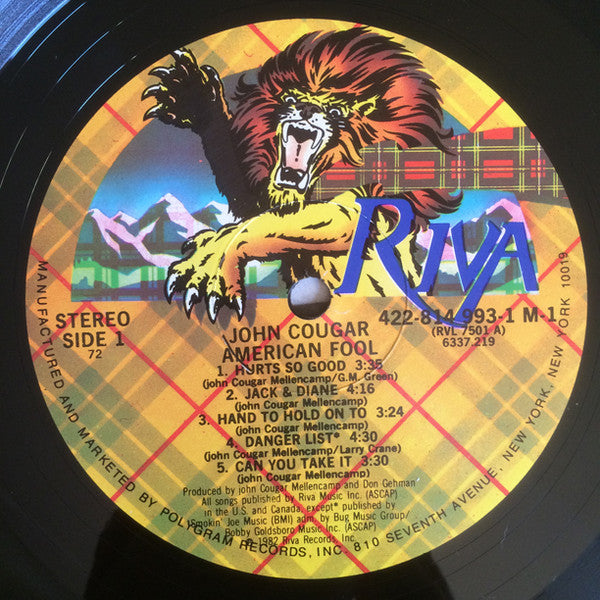 RIVA
STEREO
SIDE 1
72
422-814 993-1 M-1
(RVL 7501 A)
6337.219
JOHN COUGAR
AMERICAN FOOL
1. HURTS SO GOOD 3:35
(john Cougar Mellencamp/G.M. Green)
2. JACK & DIANE 4:16
(john Cougar Mellencamp)
3. HAND TO HOLD ON TO 3:24
(john Cougar Mellencamp)
4. DANGER LIST* 4:30
(john Cougar Mellencamp/Larry Crane)
5. CAN YOU TAKE IT 3:30
(john Cougar Mellencamp)
Produced by john Cougar Mellencamp and Don Gehman
All songs published by Riva Music Inc. (ASCAP)
in the U.S. and Canada, except* published by
Smokin' Joe Music (BMI) adm. by Bug Music Group/
Bobby Goldsboro Music Inc. (ASCAP)
℗ 1982 Riva Records, Inc.
MANUFACTURED AND MARKETED BY POLYGRAM RECORDS, INC. 810 SEVENTH AVENUE, NEW YORK, NEW YORK 10019